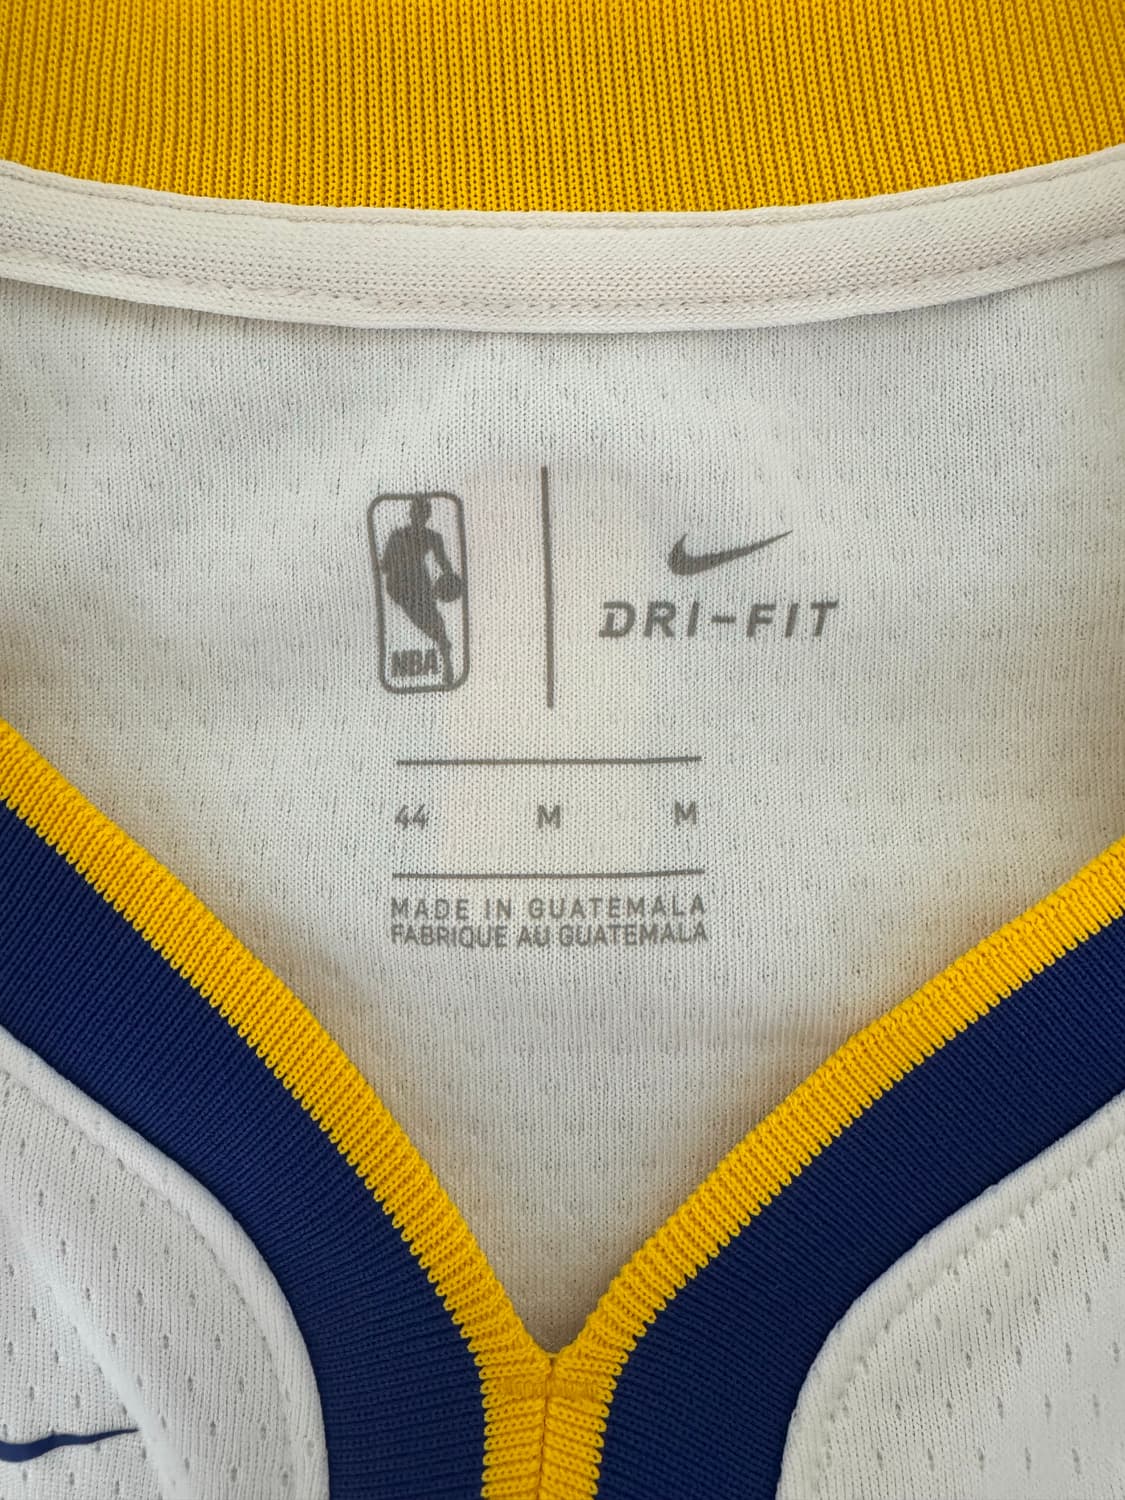 NBA
DRI-FIT
44 M M
MADE IN GUATEMALA
FABRIQUE AU GUATEMALA